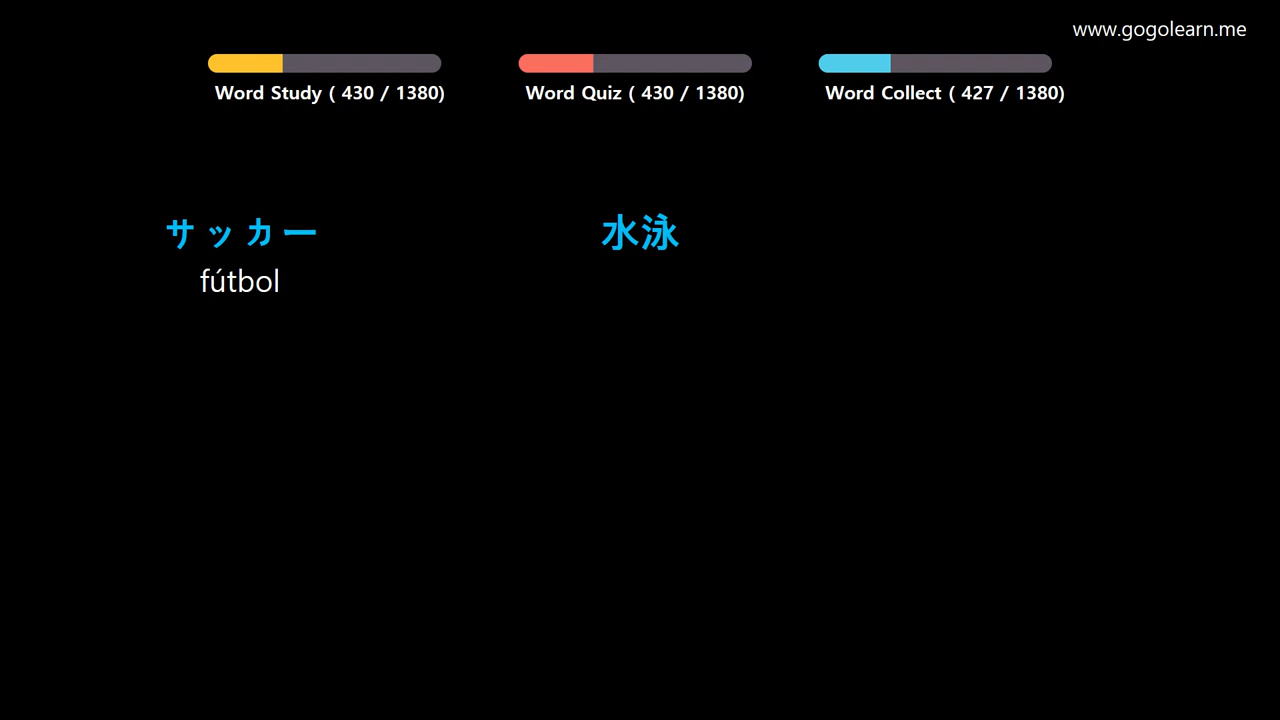 www.gogolearn.me
Word Study ( 430 / 1380)
Word Quiz ( 430 / 1380)
Word Collect ( 427 / 1380)
サッカー
fútbol
水泳